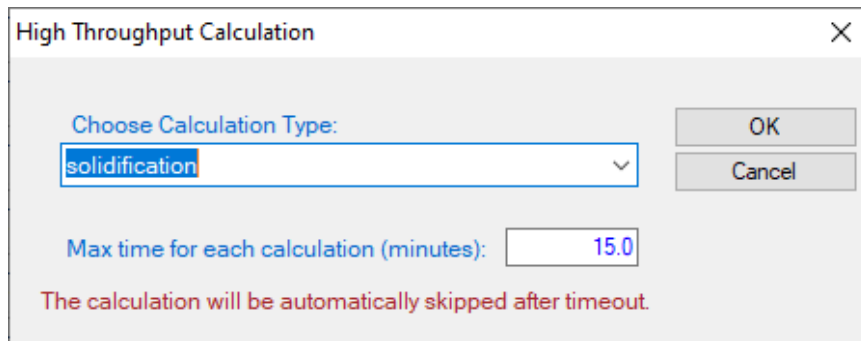 High Throughput Calculation
Choose Calculation Type:
OK
solidification
Cancel
Max time for each calculation (minutes): 15.0
The calculation will be automatically skipped after timeout.